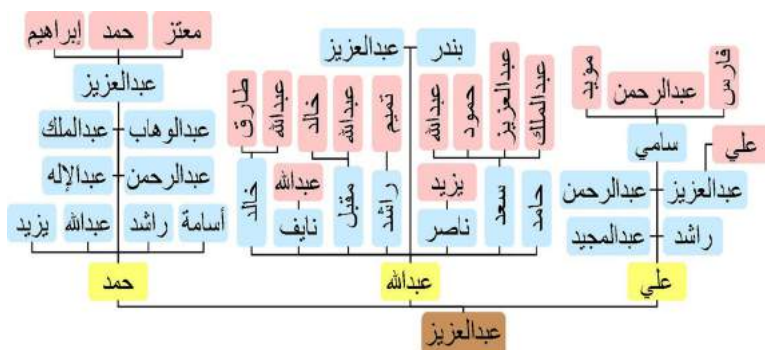 معتز حمد إبراهيم
عبدالعزيز
عبدالوهاب عبدالملك
عبدالرحمن عبدالإله
أسامة راشد عبدالله يزيد
حمد
بندر عبدالعزيز
عبدالملك عبدالعزيز حمود عبدالله تميم عبدالله خالد عبدالله طارق
يزيد عبدالله
حامد سعد ناصر راشد مقبل نايف خالد
عبدالله
فارس عبدالرحمن مؤيد
سامي علي
عبدالعزيز عبدالرحمن
راشد عبدالمجيد
علي
عبدالعزيز